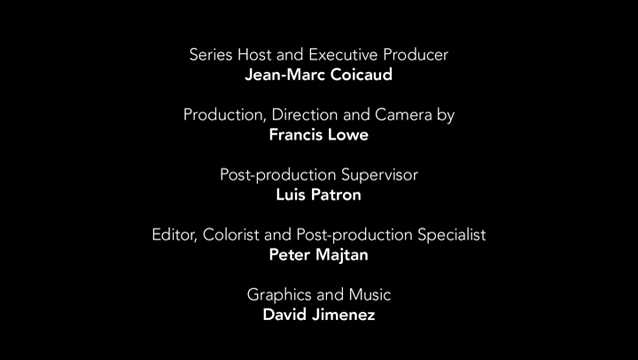 Series Host and Executive Producer
Jean-Marc Coicaud
Production, Direction and Camera by
Francis Lowe
Post-production Supervisor
Luis Patron
Editor, Colorist and Post-production Specialist
Peter Majtan
Graphics and Music
David Jimenez